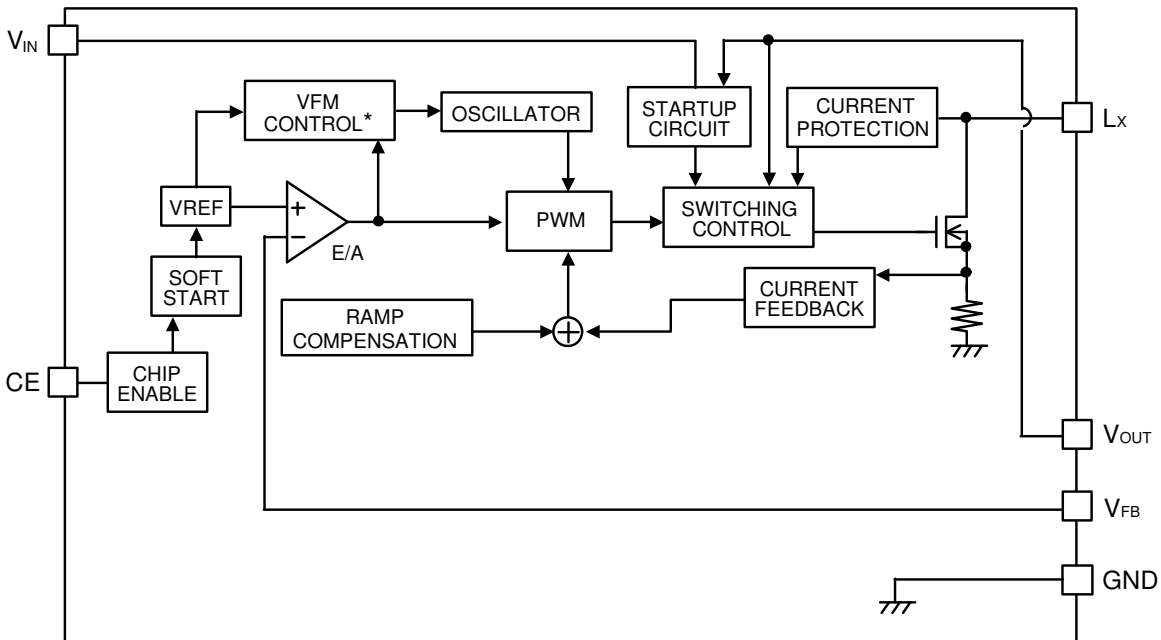 VIN
VFM
CONTROL*
OSCILLATOR
STARTUP
CIRCUIT
CURRENT
PROTECTION
LX
VREF
+
−
E/A
PWM
SWITCHING
CONTROL
SOFT
START
RAMP
COMPENSATION
CURRENT
FEEDBACK
CE
CHIP
ENABLE
VOUT
VFB
GND